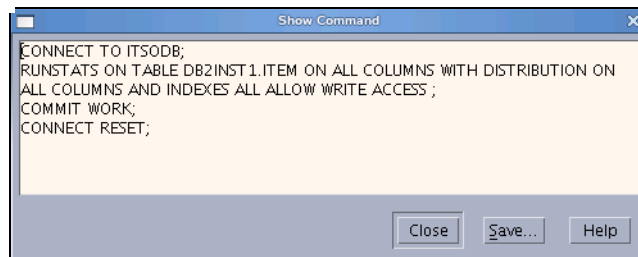 Show Command
CONNECT TO ITSODB;
RUNSTATS ON TABLE DB2INST1.ITEM ON ALL COLUMNS WITH DISTRIBUTION ON
ALL COLUMNS AND INDEXES ALL ALLOW WRITE ACCESS ;
COMMIT WORK;
CONNECT RESET;
Close Save... Help